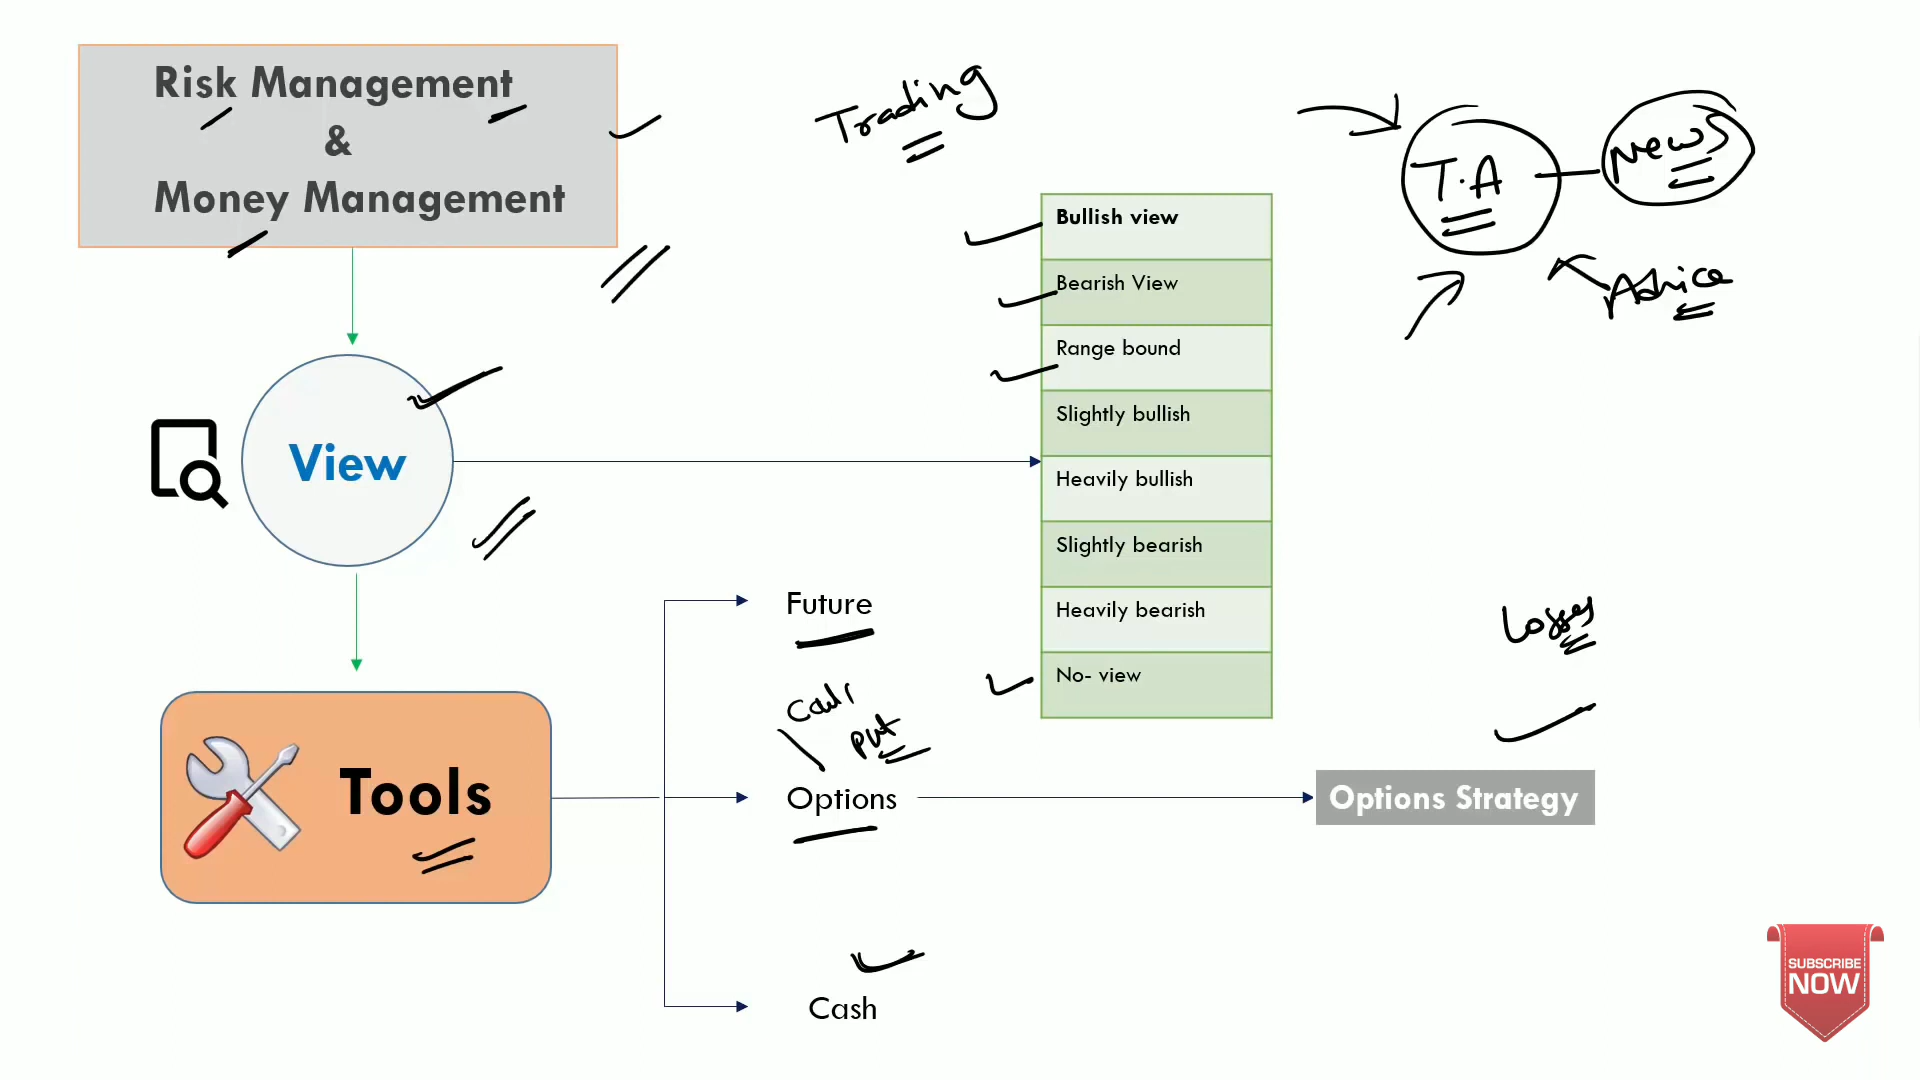 Risk Management
&
Money Management
Trading
T.A
News
Advice
Bullish view
Bearish View
Range bound
Slightly bullish
Heavily bullish
Slightly bearish
Heavily bearish
No- view
View
Tools
Future
Call
Put
Options
Cash
Losses
Options Strategy
SUBSCRIBE
NOW